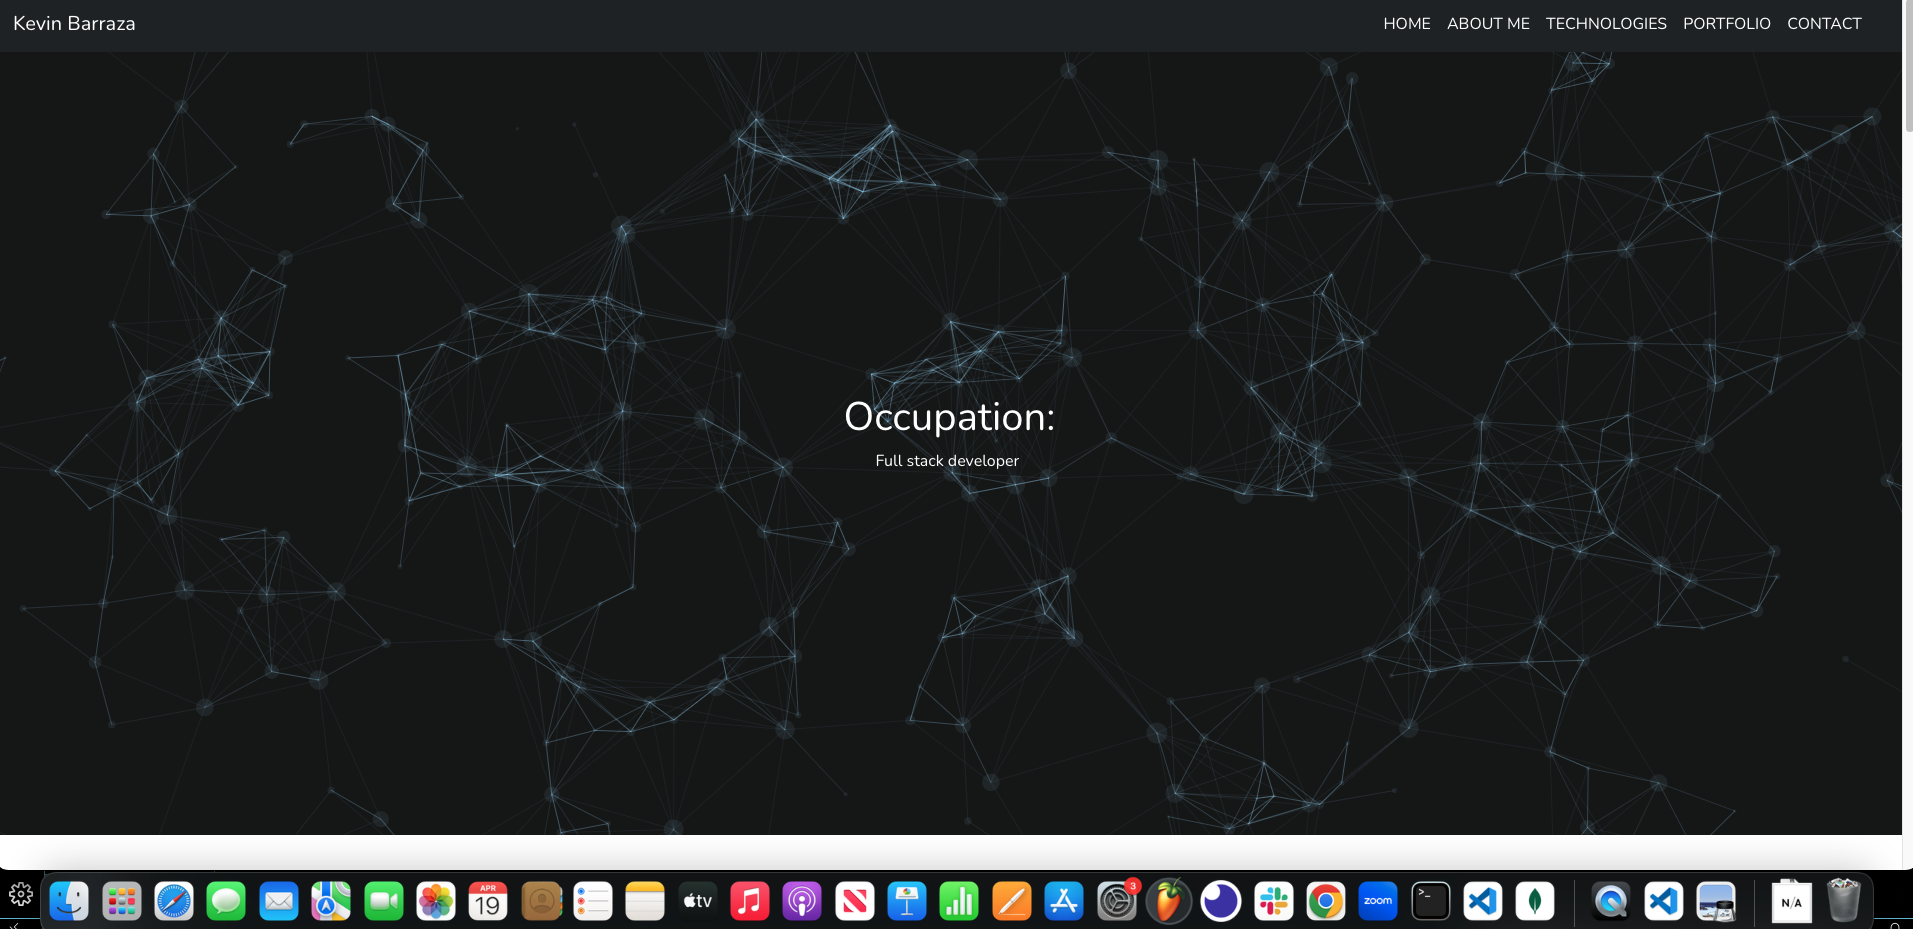 Kevin Barraza
HOME ABOUT ME TECHNOLOGIES PORTFOLIO CONTACT
Occupation:
Full stack developer
APR
19
tv
3
zoom
>_
N/A